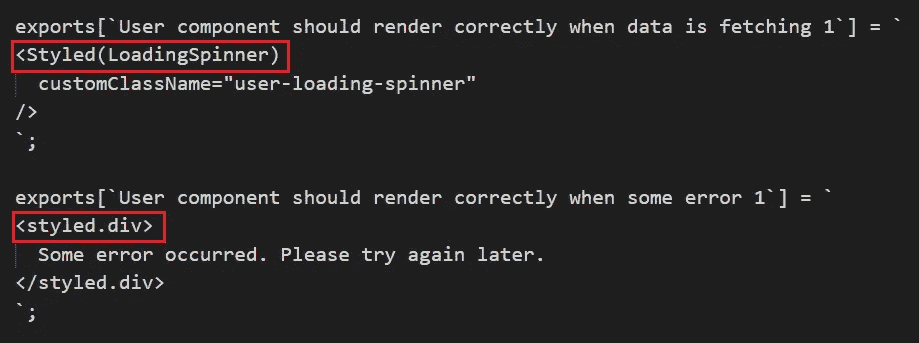 exports[`User component should render correctly when data is fetching 1`] = `
<Styled(LoadingSpinner)
  customClassName="user-loading-spinner"
/>
`;
exports[`User component should render correctly when some error 1`] = `
<styled.div>
  Some error occurred. Please try again later.
</styled.div>
`;